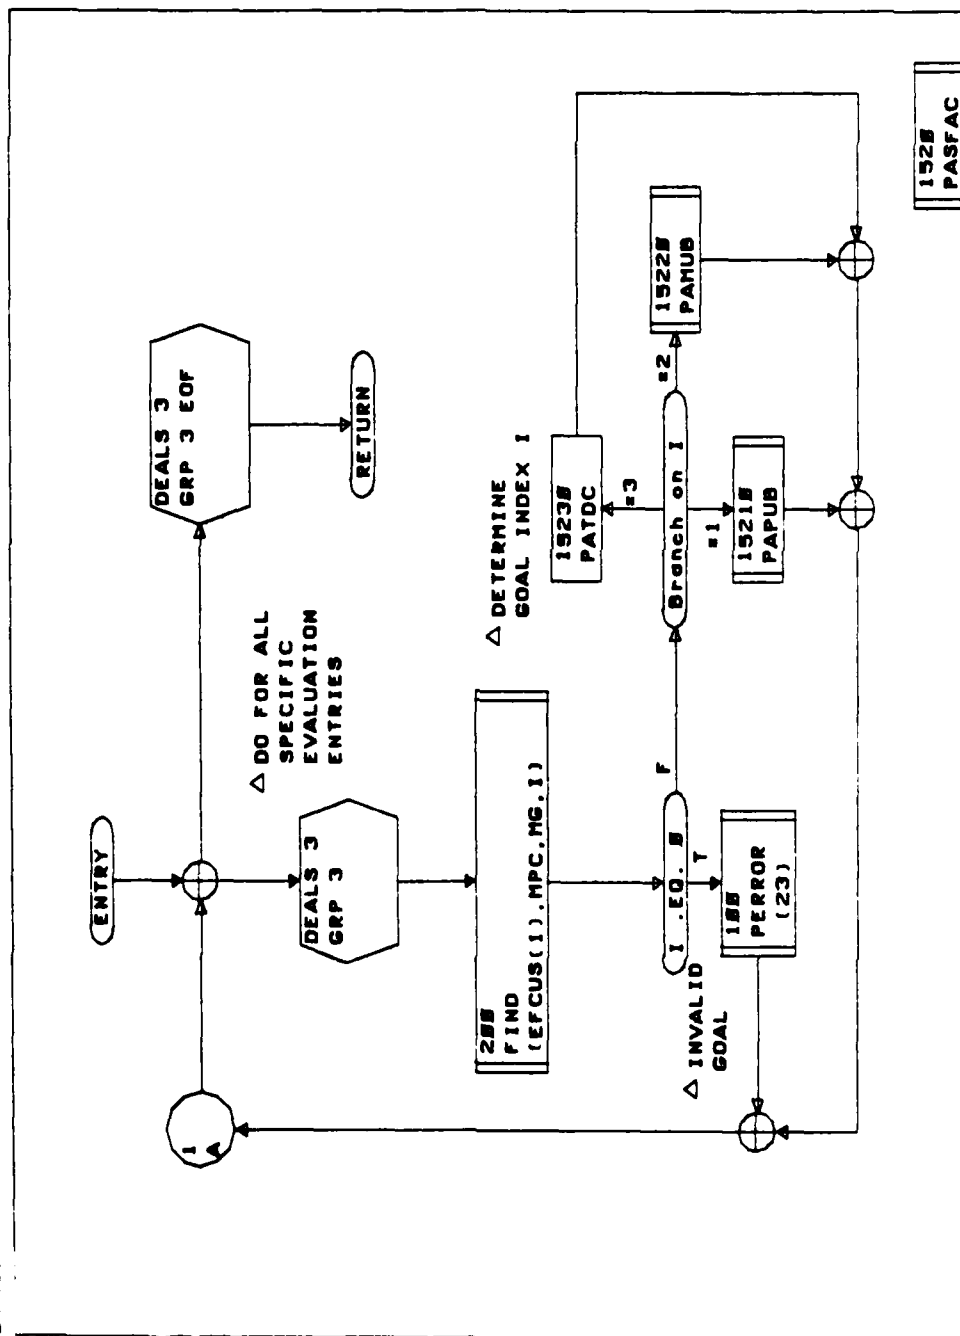 ENTRY
1
A
DEALS 3
GRP 3 EOF
RETURN
△ DO FOR ALL
SPECIFIC
EVALUATION
ENTRIES
DEALS 3
GRP 3
200
FIND
(EFCUS(1),MPC,MG,I)
△ DETERMINE
GOAL INDEX I
I .EQ. 0
F
T
△ INVALID
GOAL
100
PERROR
(23)
Branch on I
=3
15230
PATDC
=2
15220
PAMUB
=1
15210
PAPUB
1520
PASFAC